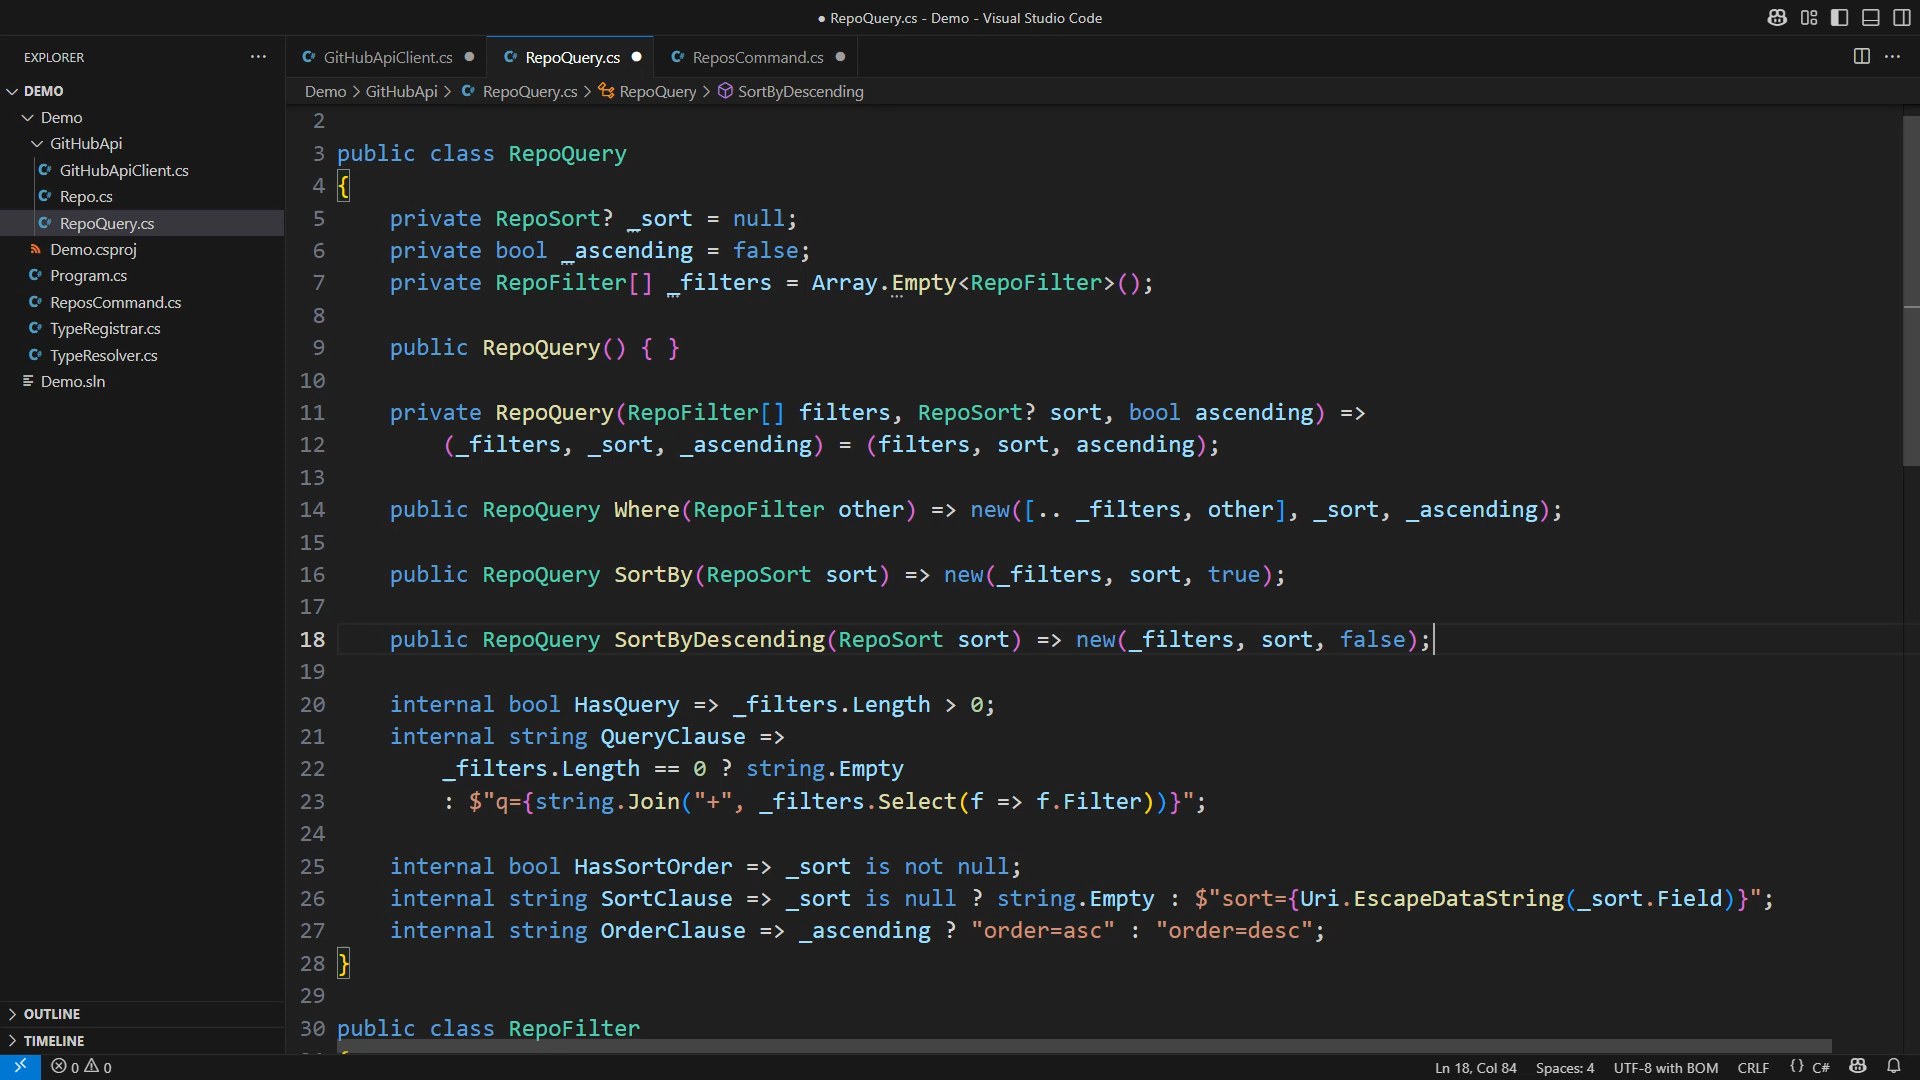 ● RepoQuery.cs - Demo - Visual Studio Code
EXPLORER
GitHubApiClient.cs
RepoQuery.cs
ReposCommand.cs
DEMO
Demo
GitHubApi
GitHubApiClient.cs
Repo.cs
RepoQuery.cs
Demo.csproj
Program.cs
ReposCommand.cs
TypeRegistrar.cs
TypeResolver.cs
Demo.sln
OUTLINE
TIMELINE
Demo > GitHubApi > RepoQuery.cs > RepoQuery > SortByDescending
2
3 public class RepoQuery
4 {
5     private RepoSort? _sort = null;
6     private bool _ascending = false;
7     private RepoFilter[] _filters = Array.Empty<RepoFilter>();
8
9     public RepoQuery() { }
10
11     private RepoQuery(RepoFilter[] filters, RepoSort? sort, bool ascending) =>
12         (_filters, _sort, _ascending) = (filters, sort, ascending);
13
14     public RepoQuery Where(RepoFilter other) => new([.. _filters, other], _sort, _ascending);
15
16     public RepoQuery SortBy(RepoSort sort) => new(_filters, sort, true);
17
18     public RepoQuery SortByDescending(RepoSort sort) => new(_filters, sort, false);
19
20     internal bool HasQuery => _filters.Length > 0;
21     internal string QueryClause =>
22         _filters.Length == 0 ? string.Empty
23         : $"q={string.Join("+", _filters.Select(f => f.Filter))}";
24
25     internal bool HasSortOrder => _sort is not null;
26     internal string SortClause => _sort is null ? string.Empty : $"sort={Uri.EscapeDataString(_sort.Field)}";
27     internal string OrderClause => _ascending ? "order=asc" : "order=desc";
28 }
29
30 public class RepoFilter
0 0
Ln 18, Col 84
Spaces: 4
UTF-8 with BOM
CRLF
{ } C#